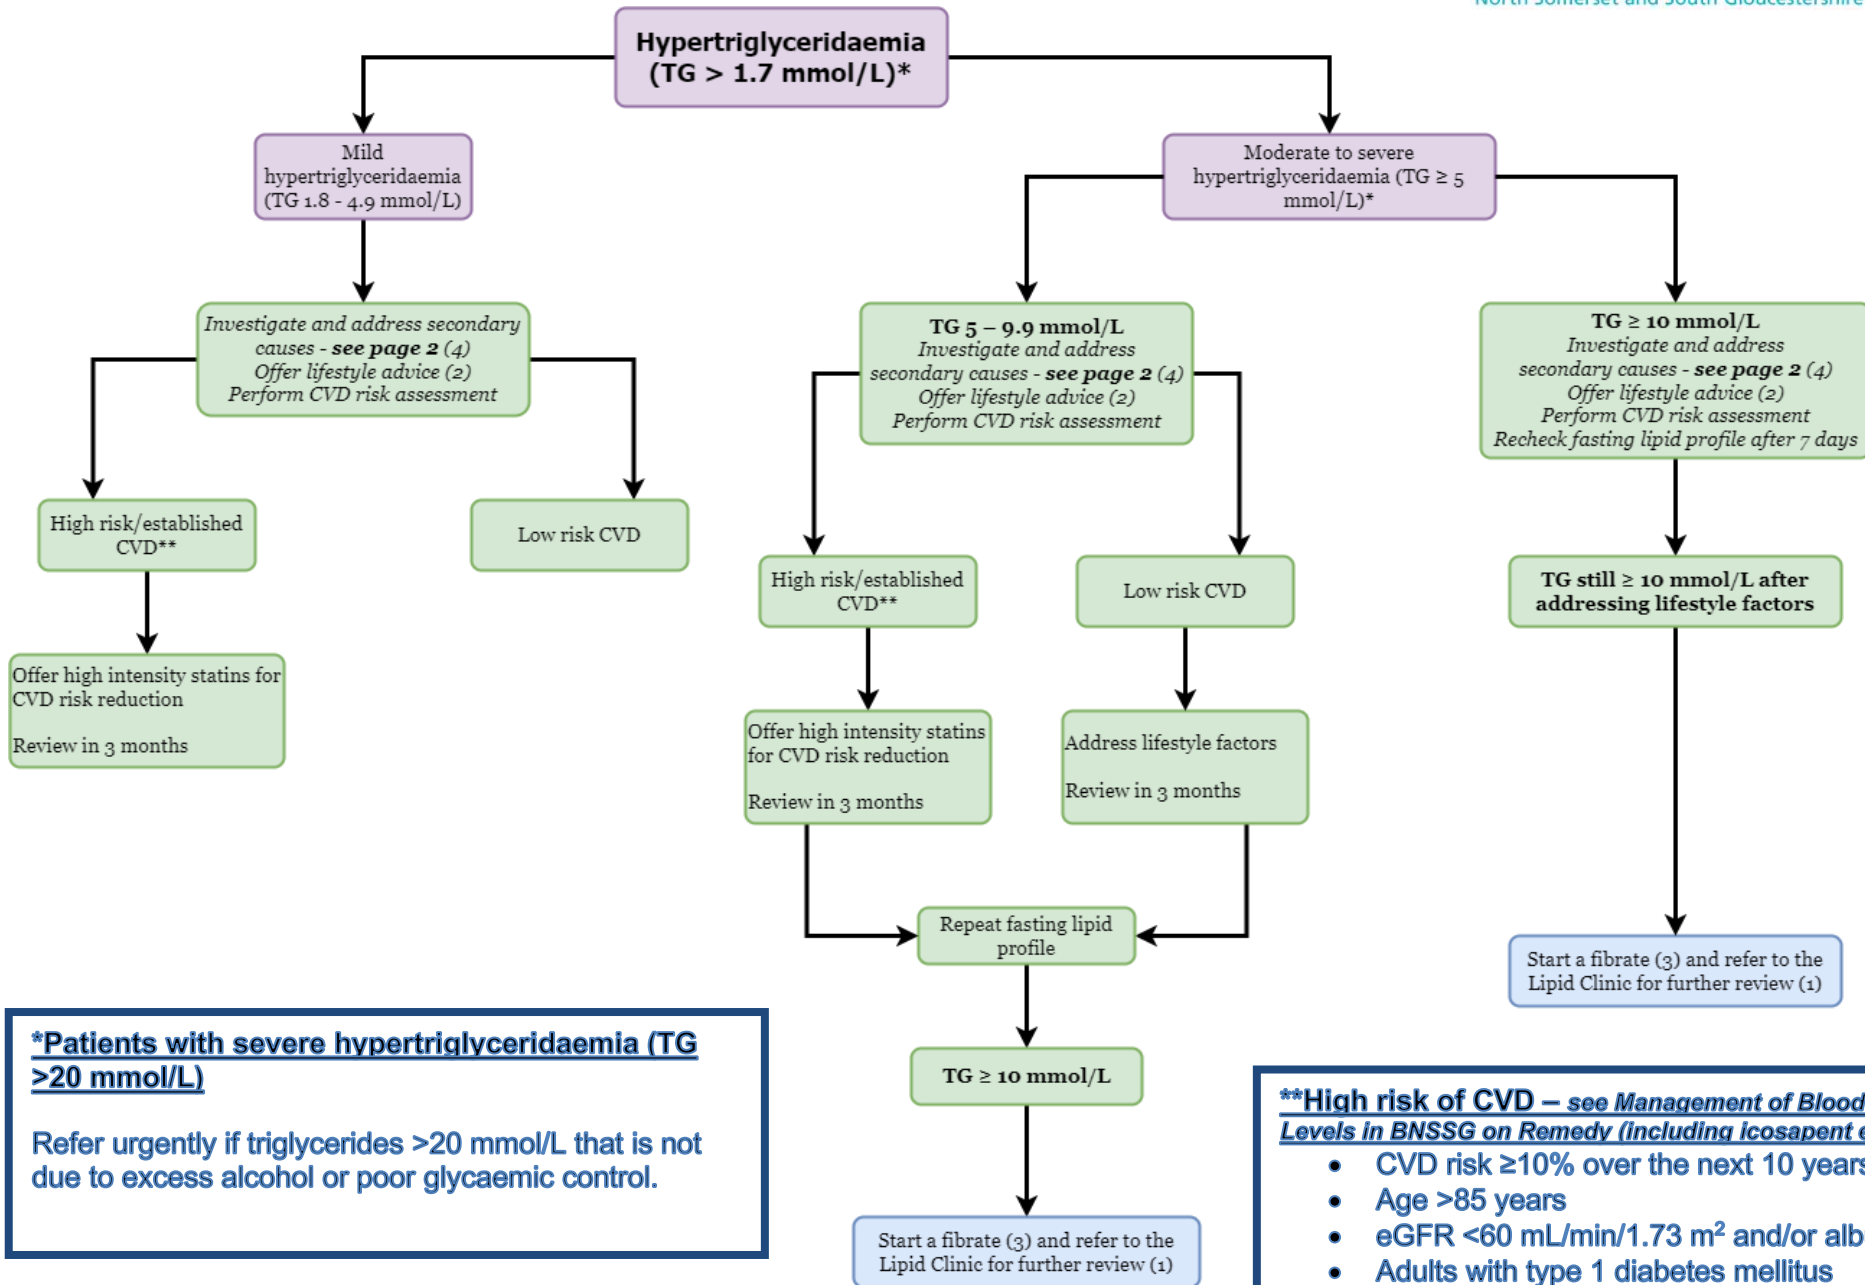 North Somerset and South Gloucestershire
Hypertriglyceridaemia
(TG > 1.7 mmol/L)*
Mild
hypertriglyceridaemia
(TG 1.8 - 4.9 mmol/L)
Moderate to severe
hypertriglyceridaemia (TG ≥ 5
mmol/L)*
Investigate and address secondary
causes - see page 2 (4)
Offer lifestyle advice (2)
Perform CVD risk assessment
TG 5 – 9.9 mmol/L
Investigate and address
secondary causes - see page 2 (4)
Offer lifestyle advice (2)
Perform CVD risk assessment
TG ≥ 10 mmol/L
Investigate and address
secondary causes - see page 2 (4)
Offer lifestyle advice (2)
Perform CVD risk assessment
Recheck fasting lipid profile after 7 days
High risk/established
CVD**
Low risk CVD
High risk/established
CVD**
Low risk CVD
TG still ≥ 10 mmol/L after
addressing lifestyle factors
Offer high intensity statins for
CVD risk reduction
Review in 3 months
Offer high intensity statins
for CVD risk reduction
Review in 3 months
Address lifestyle factors
Review in 3 months
Repeat fasting lipid
profile
Start a fibrate (3) and refer to the
Lipid Clinic for further review (1)
TG ≥ 10 mmol/L
Start a fibrate (3) and refer to the
Lipid Clinic for further review (1)
*Patients with severe hypertriglyceridaemia (TG
>20 mmol/L)
Refer urgently if triglycerides >20 mmol/L that is not
due to excess alcohol or poor glycaemic control.
**High risk of CVD – see Management of Blood
Levels in BNSSG on Remedy (including icosapent e
• CVD risk ≥10% over the next 10 years
• Age >85 years
• eGFR <60 mL/min/1.73 m² and/or alb
• Adults with type 1 diabetes mellitus